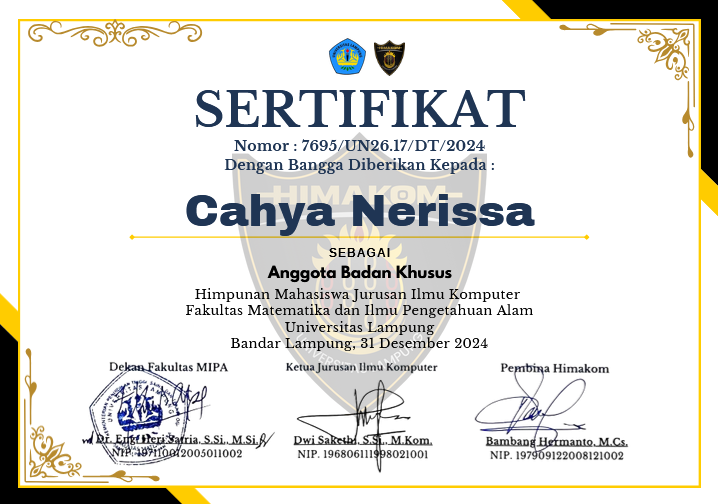 SERTIFIKAT
Nomor : 7695/UN26.17/DT/2024
Dengan Bangga Diberikan Kepada :
HIMAKOM
Cahya Nerissa
SEBAGAI
Anggota Badan Khusus
Himpunan Mahasiswa Jurusan Ilmu Komputer
Fakultas Matematika dan Ilmu Pengetahuan Alam
Universitas Lampung
Bandar Lampung, 31 Desember 2024
Dekan Fakultas MIPA
Ketua Jurusan Ilmu Komputer
Pembina Himakom
Dr. Eng. Heri Satria, S.Si., M.Si.
Dwi Sakethi, S.Si., M.Kom.
Bambang Hermanto, M.Cs.
NIP. 197110012005011002
NIP. 196806111998021001
NIP. 197909122008121002